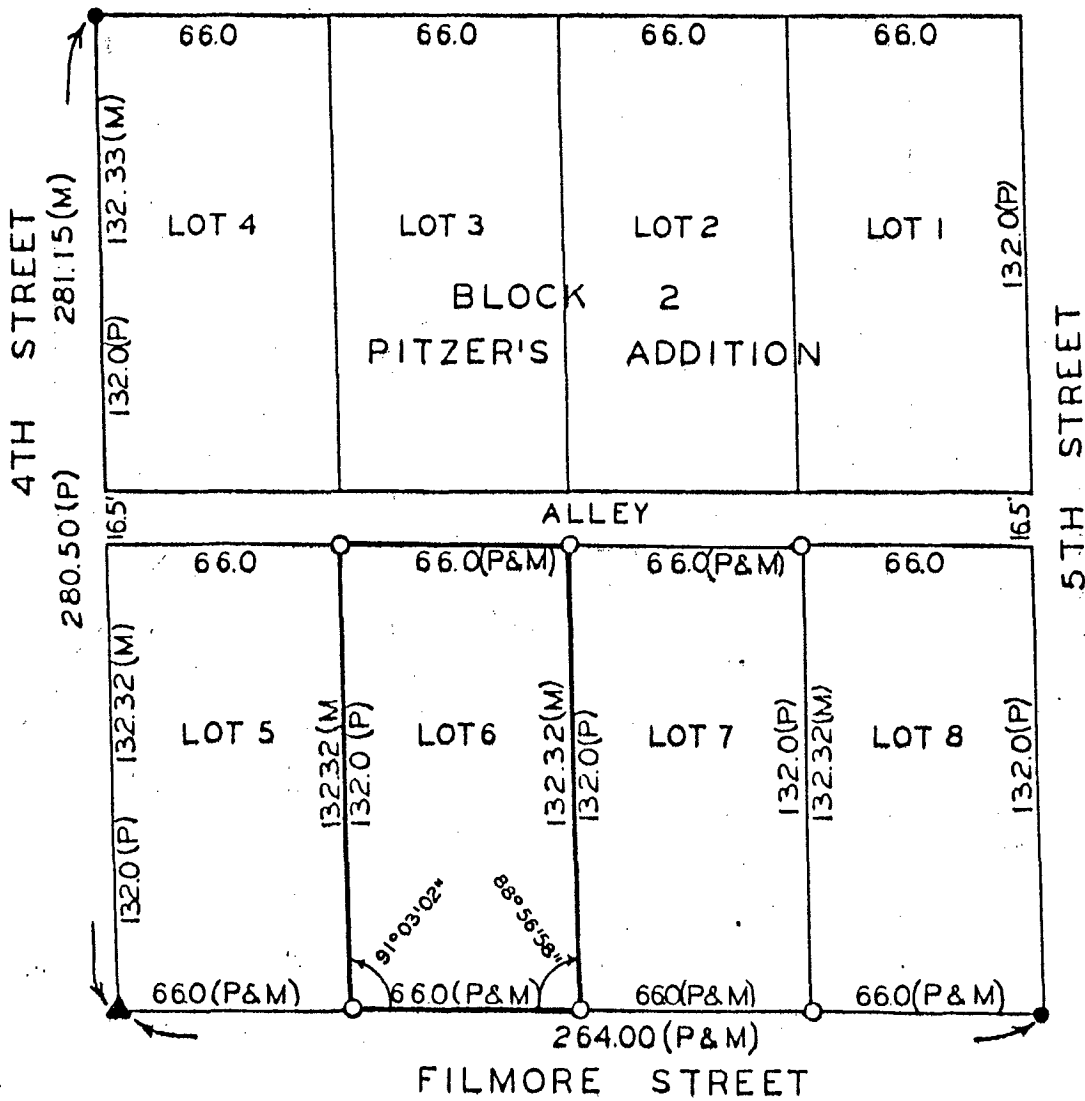 66.0 66.0 66.0 66.0
4TH STREET
281.15(M)
280.50(P)
132.33(M)
132.0(P)
LOT 4 LOT 3 LOT 2 LOT 1
132.0(P)
BLOCK 2
PITZER'S ADDITION
5TH STREET
16.5' ALLEY 16.5'
66.0 66.0(P&M) 66.0(P&M) 66.0
132.32(M)
132.0(P)
LOT 5
132.32(M
132.0(P)
LOT 6
132.32(M)
132.0(P)
LOT 7
132.0(P)
132.32(M)
LOT 8
132.0(P)
91°03'02"
88°56'58"
66.0(P&M) 66.0(P&M) 66.0(P&M) 66.0(P&M)
264.00(P&M)
FILMORE STREET